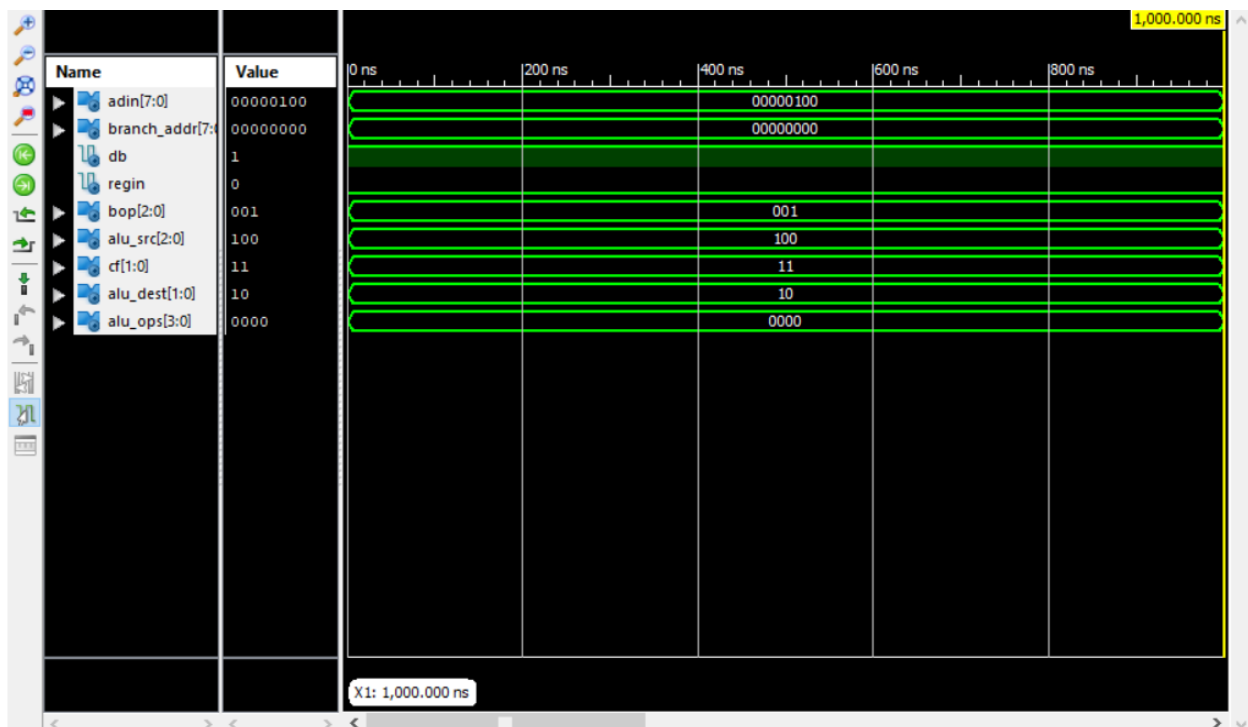 1,000.000 ns
Name Value 0 ns 200 ns 400 ns 600 ns 800 ns
adin[7:0] 00000100 00000100
branch_addr[7:0 00000000 00000000
db 1
regin 0
bop[2:0] 001 001
alu_src[2:0] 100 100
cf[1:0] 11 11
alu_dest[1:0] 10 10
alu_ops[3:0] 0000 0000
X1: 1,000.000 ns